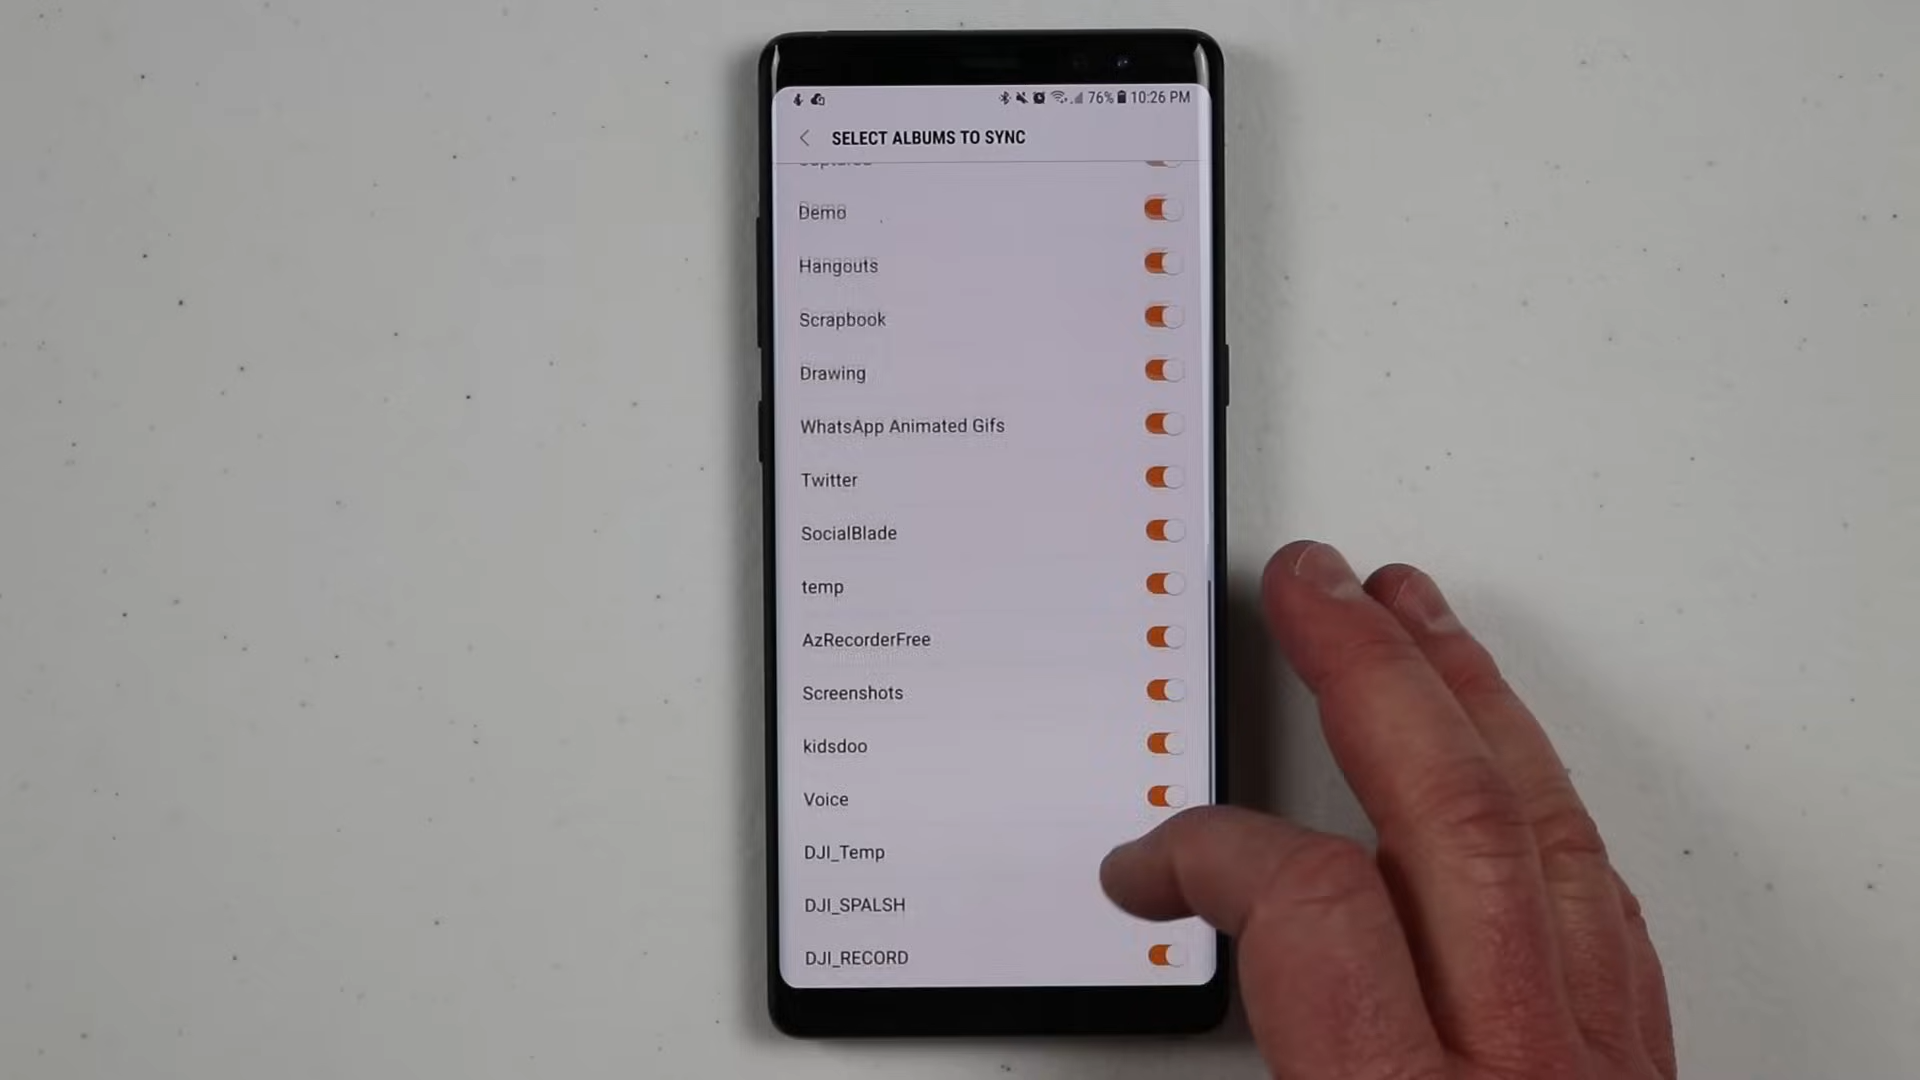 76% 10:26 PM
SELECT ALBUMS TO SYNC
Captured
Demo
Hangouts
Scrapbook
Drawing
WhatsApp Animated Gifs
Twitter
SocialBlade
temp
AzRecorderFree
Screenshots
kidsdoo
Voice
DJI_Temp
DJI_SPALSH
DJI_RECORD